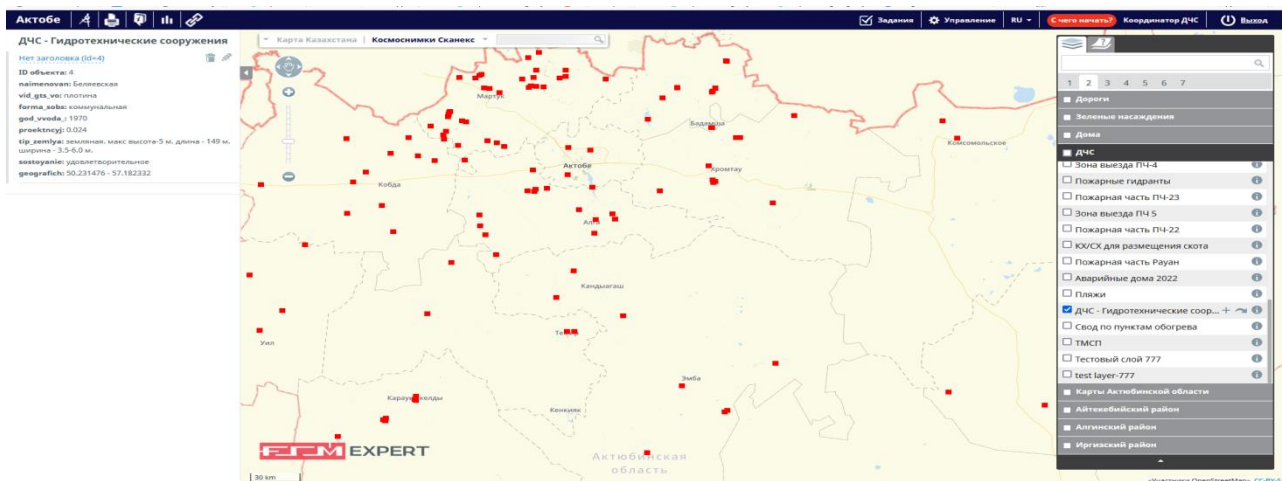 Актобе
Задания
Управление
RU
С чего начать?
Координатор ДЧС
Выход
ДЧС - Гидротехнические сооружения
Нет заголовка (id=4)
ID объекта: 4
naimenovan: Беляевская
vid_gts_vo: плотина
forma_sobs: коммунальная
god_vvoda_: 1970
proektncyj: 0.024
tip_zemlya: земляная. макс высота-5 м. длина - 149 м.
ширина - 3.5-6.0 м.
sostoyanie: удовлетворительное
geografich: 50.231476 - 57.182332
Карта Казахстана
Космоснимки Сканекс
Мартук
Бадамша
Комсомольское
Актобе
Хромтау
Кобда
Алга
Кандыагаш
Уил
Эмба
Кенкияк
Актюбинская
область
FCM EXPERT
30 km
1 2 3 4 5 6 7
Дороги
Зеленые насаждения
Дома
ДЧС
Зона выезда ПЧ-4
Пожарные гидранты
Пожарная часть ПЧ-23
Зона выезда ПЧ 5
Пожарная часть ПЧ-22
КХ/СХ для размещения скота
Пожарная часть Рауан
Аварийные дома 2022
Пляжи
ДЧС - Гидротехнические соор...
Свод по пунктам обогрева
ТМСП
Тестовый слой 777
test layer-777
Карты Актюбинской области
Айтекебийский район
Алгинский район
Иргизский район
«Участники OpenStreetMap»